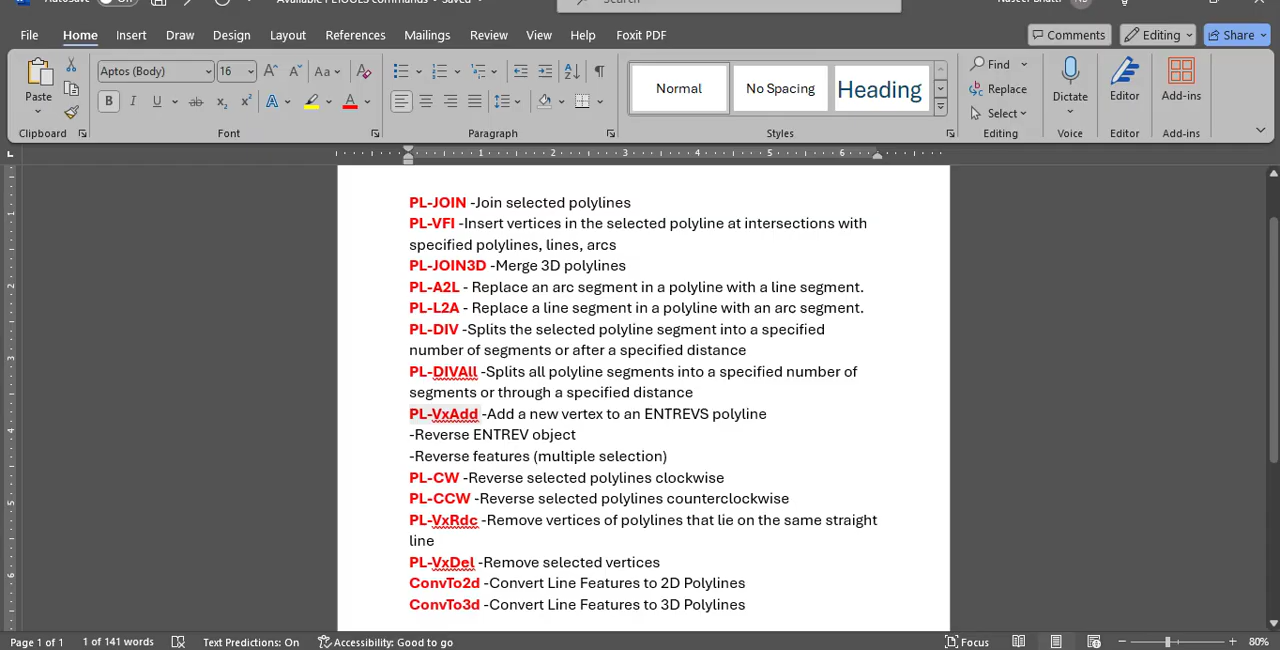 File Home Insert Draw Design Layout References Mailings Review View Help Foxit PDF Comments Editing Share
Aptos (Body) 16 Aa
Paste
B I U ab x₂ x² A A
Normal No Spacing Heading
Find
Replace
Select
Dictate Editor Add-ins
Clipboard Font Paragraph Styles Editing Voice Editor Add-ins
1 2 3 4 5 6
PL-JOIN -Join selected polylines
PL-VFI -Insert vertices in the selected polyline at intersections with
specified polylines, lines, arcs
PL-JOIN3D -Merge 3D polylines
PL-A2L - Replace an arc segment in a polyline with a line segment.
PL-L2A - Replace a line segment in a polyline with an arc segment.
PL-DIV -Splits the selected polyline segment into a specified
number of segments or after a specified distance
PL-DIVAll -Splits all polyline segments into a specified number of
segments or through a specified distance
PL-VxAdd -Add a new vertex to an ENTREVS polyline
-Reverse ENTREV object
-Reverse features (multiple selection)
PL-CW -Reverse selected polylines clockwise
PL-CCW -Reverse selected polylines counterclockwise
PL-VxRdc -Remove vertices of polylines that lie on the same straight
line
PL-VxDel -Remove selected vertices
ConvTo2d -Convert Line Features to 2D Polylines
ConvTo3d -Convert Line Features to 3D Polylines
Page 1 of 1 1 of 141 words Text Predictions: On Accessibility: Good to go Focus 80%